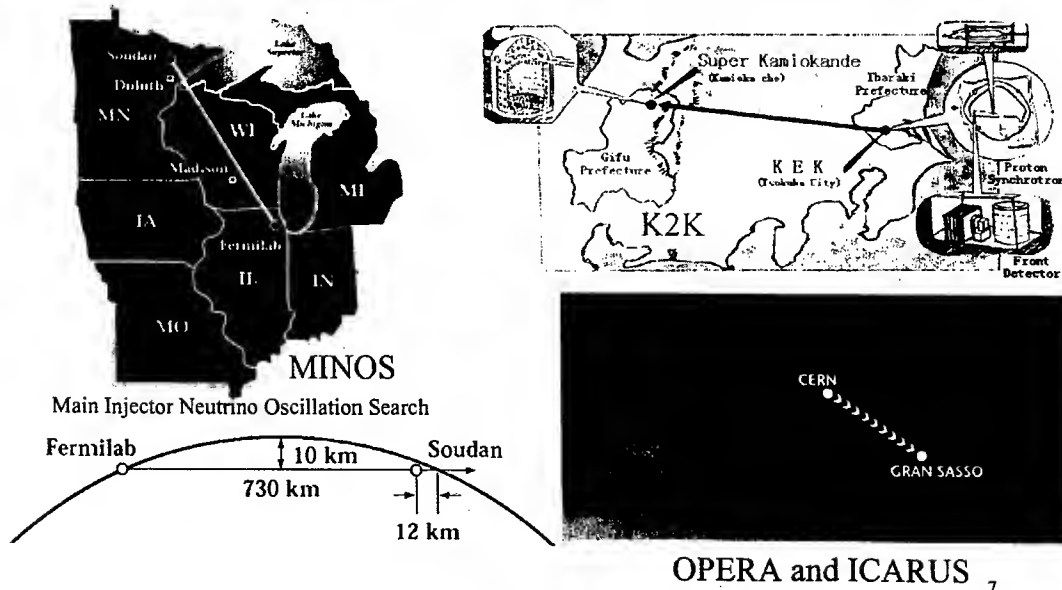 Soudan
Duluth
Lake
Superior
MN
WI
Lake
Michigan
Madison
MI
IA
Fermilab
IL
IN
MO
MINOS
Main Injector Neutrino Oscillation Search
Fermilab
10 km
Soudan
730 km
12 km
Super Kamiokande
(Kamioka cho)
Ibaraki
Prefecture
Gifu
Prefecture
K E K
(Tsukuba City)
K2K
Proton
Synchrotron
Front
Detector
CERN
GRAN SASSO
OPERA and ICARUS
7